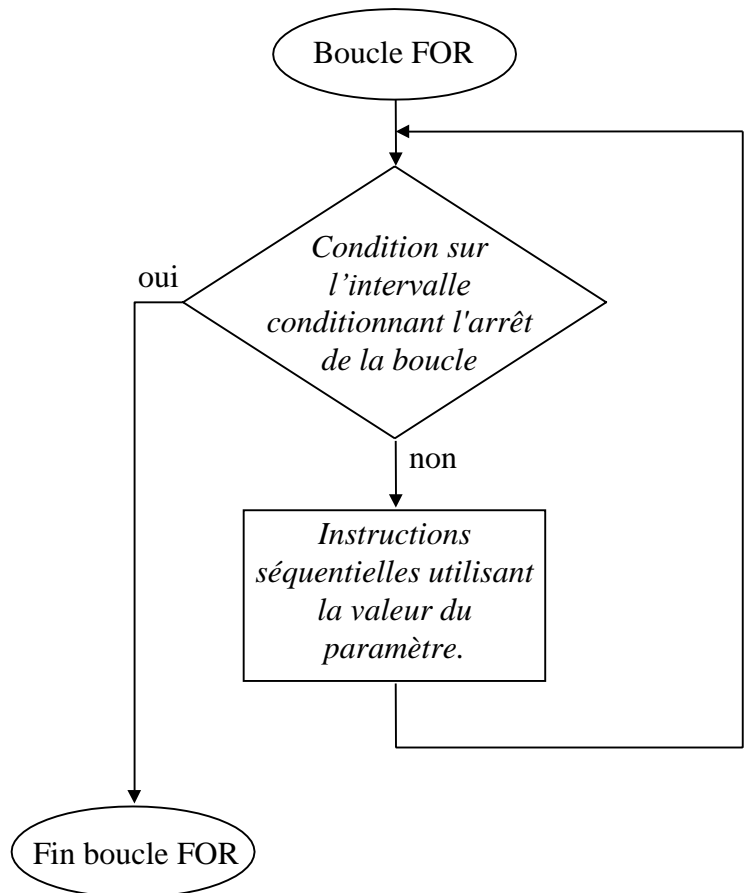 Boucle FOR
Condition sur
l’intervalle
conditionnant l'arrêt
de la boucle
oui
non
Instructions
séquentielles utilisant
la valeur du
paramètre.
Fin boucle FOR